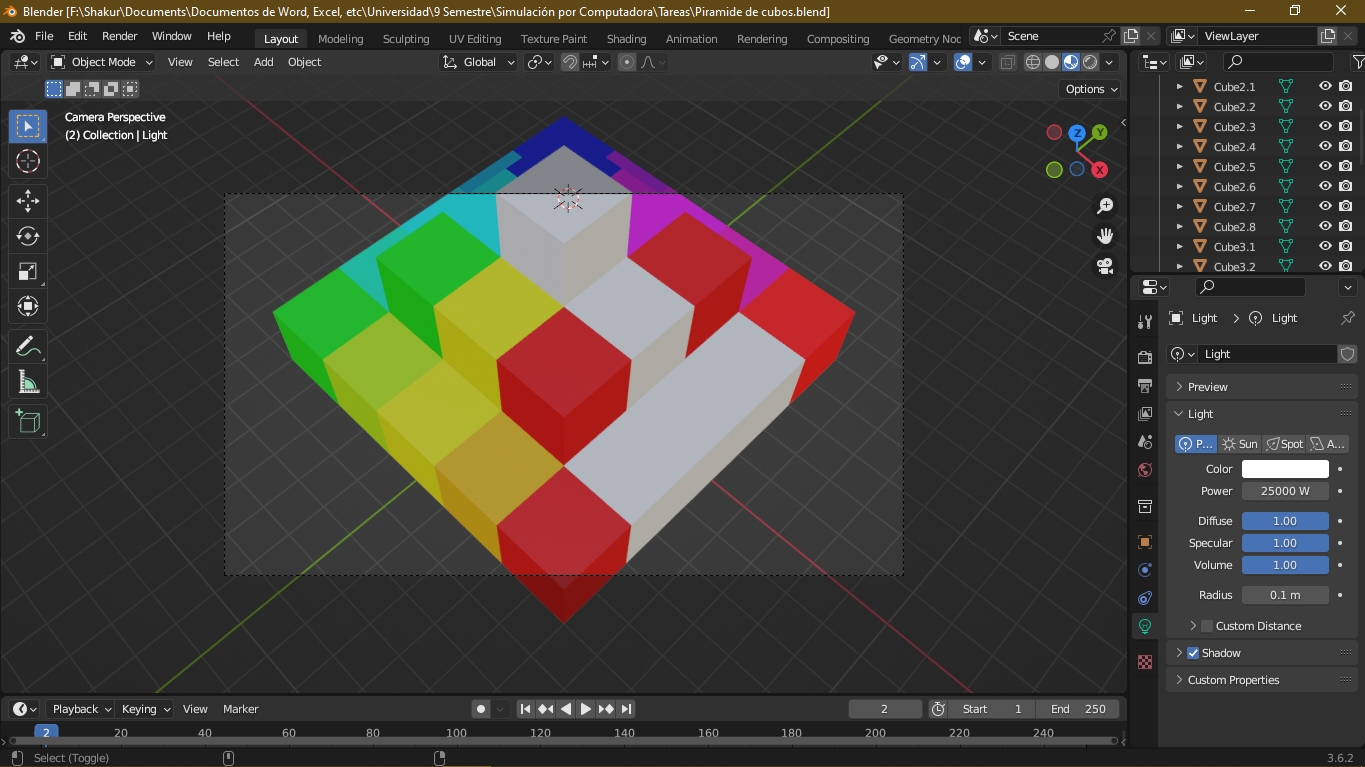 Blender [F:\Shakur\Documents\Documentos de Word, Excel, etc\Universidad\9 Semestre\Simulación por Computadora\Tareas\Piramide de cubos.blend]
File Edit Render Window Help Layout Modeling Sculpting UV Editing Texture Paint Shading Animation Rendering Compositing Geometry Noc Scene ViewLayer
Object Mode View Select Add Object Global
Options
Camera Perspective
(2) Collection | Light
Z Y X
Cube2.1
Cube2.2
Cube2.3
Cube2.4
Cube2.5
Cube2.6
Cube2.7
Cube2.8
Cube3.1
Cube3.2
Light > Light
Light
Preview
Light
P... Sun Spot A...
Color
Power 25000 W
Diffuse 1.00
Specular 1.00
Volume 1.00
Radius 0.1 m
Custom Distance
Shadow
Custom Properties
Playback Keying View Marker 2 Start 1 End 250
2 20 40 60 80 100 120 140 160 180 200 220 240
Select (Toggle) 3.6.2